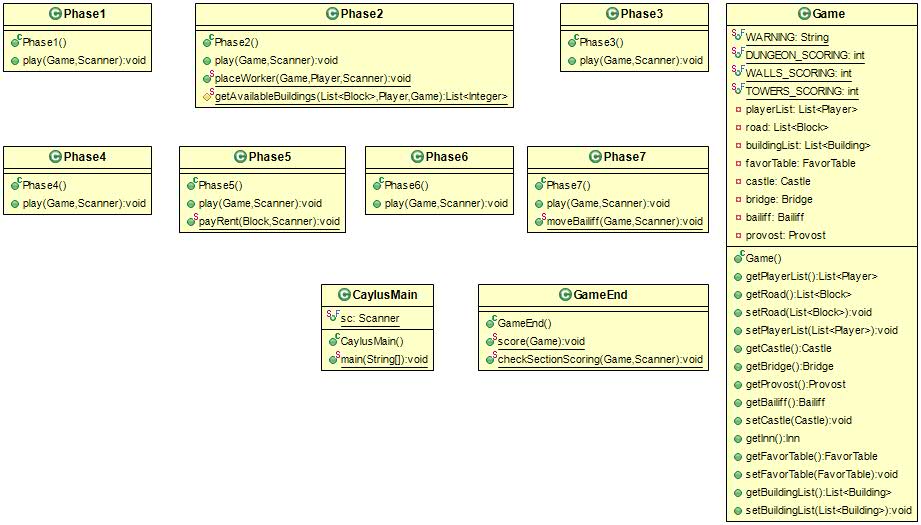 Phase1
Phase1()
play(Game,Scanner):void
Phase2
Phase2()
play(Game,Scanner):void
placeWorker(Game,Player,Scanner):void
getAvailableBuildings(List<Block>,Player,Game):List<Integer>
Phase3
Phase3()
play(Game,Scanner):void
Phase4
Phase4()
play(Game,Scanner):void
Phase5
Phase5()
play(Game,Scanner):void
payRent(Block,Scanner):void
Phase6
Phase6()
play(Game,Scanner):void
Phase7
Phase7()
play(Game,Scanner):void
moveBailiff(Game,Scanner):void
CaylusMain
sc: Scanner
CaylusMain()
main(String[]):void
GameEnd
GameEnd()
score(Game):void
checkSectionScoring(Game,Scanner):void
Game
WARNING: String
DUNGEON_SCORING: int
WALLS_SCORING: int
TOWERS_SCORING: int
playerList: List<Player>
road: List<Block>
buildingList: List<Building>
favorTable: FavorTable
castle: Castle
bridge: Bridge
bailiff: Bailiff
provost: Provost
Game()
getPlayerList():List<Player>
getRoad():List<Block>
setRoad(List<Block>):void
setPlayerList(List<Player>):void
getCastle():Castle
getBridge():Bridge
getProvost():Provost
getBailiff():Bailiff
setCastle(Castle):void
getInn():Inn
getFavorTable():FavorTable
setFavorTable(FavorTable):void
getBuildingList():List<Building>
setBuildingList(List<Building>):void